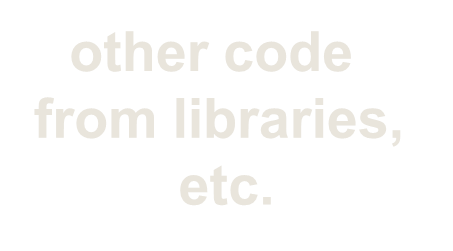 other code
from libraries,
etc.